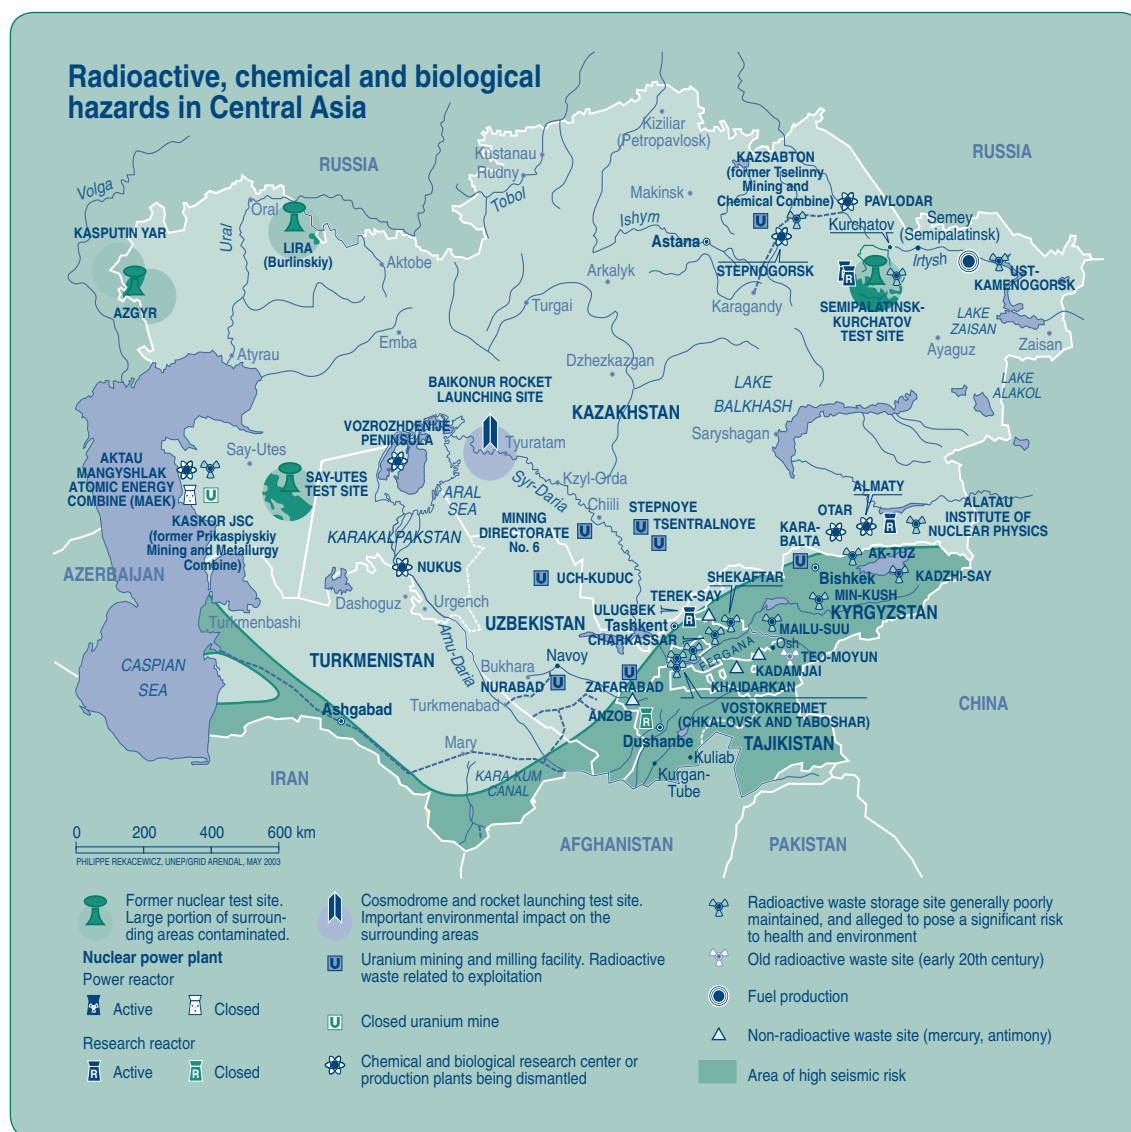 Radioactive, chemical and biological
hazards in Central Asia
RUSSIA
RUSSIA
Volga
KASPUTIN YAR
AZGYR
Oral
Ural
LIRA
(Burlinskiy)
Aktobe
Atyrau
Emba
Kustanau
Rudny
Tobol
Kiziliar
(Petropavlosk)
Makinsk
Ishym
Astana
Arkalyk
Turgai
Karagandy
KAZSABTON
(former Tselinny
Mining and
Chemical Combine)
PAVLODAR
Kurchatov
Semey
(Semipalatinsk)
Irtysh
STEPNOGORSK
UST-
KAMENOGORSK
SEMIPALATINSK-
KURCHATOV
TEST SITE
LAKE
ZAISAN
Ayaguz
Zaisan
Dzhezkazgan
LAKE
BALKHASH
LAKE
ALAKOL
KAZAKHSTAN
Saryshagan
BAIKONUR ROCKET
LAUNCHING SITE
VOZROZHDENIJE
PENINSULA
Tyuratam
Syr-Daria
Kzyl-Orda
Chiili
Say-Utes
SAY-UTES
TEST SITE
AKTAU
MANGYSHLAK
ATOMIC ENERGY
COMBINE (MAEK)
KASKOR JSC
(former Prikaspiyskiy
Mining and Metallurgy
Combine)
ARAL
SEA
KARAKALPAKSTAN
NUKUS
MINING
DIRECTORATE
No. 6
STEPNOYE
TSENTRALNOYE
UCH-KUDUC
ALMATY
OTAR
KARA-
BALTA
ALATAU
INSTITUTE OF
NUCLEAR PHYSICS
AK-TUZ
Bishkek
KADZHI-SAY
MIN-KUSH
KYRGYZSTAN
SHEKAFTAR
TEREK-SAY
ULUGBEK
Tashkent
CHARKASSAR
MAILU-SUU
Osh
FERGANA
TEO-MOYUN
KADAMJAI
KHAIDARKAN
VOSTOKREDMET
(CHKALOVSK AND TABOSHAR)
AZERBAIJAN
Turkmenbashi
CASPIAN
SEA
Dashoguz
Urgench
Amu-Daria
UZBEKISTAN
TURKMENISTAN
Bukhara
Navoy
NURABAD
ZAFARABAD
Turkmenabad
ANZOB
Dushanbe
TAJIKISTAN
Kuliab
Kurgan-
Tube
Ashgabad
Mary
KARA-KUM
CANAL
CHINA
IRAN
AFGHANISTAN
PAKISTAN
0 200 400 600 km
PHILIPPE REKACEWICZ, UNEP/GRID ARENDAL, MAY 2003
Former nuclear test site.
Large portion of surroun-
ding areas contaminated.
Nuclear power plant
Power reactor
Active Closed
Research reactor
R Active R Closed
Cosmodrome and rocket launching test site.
Important environmental impact on the
surrounding areas
U Uranium mining and milling facility. Radioactive
waste related to exploitation
U Closed uranium mine
Chemical and biological research center or
production plants being dismantled
Radioactive waste storage site generally poorly
maintained, and alleged to pose a significant risk
to health and environment
Old radioactive waste site (early 20th century)
Fuel production
Non-radioactive waste site (mercury, antimony)
Area of high seismic risk